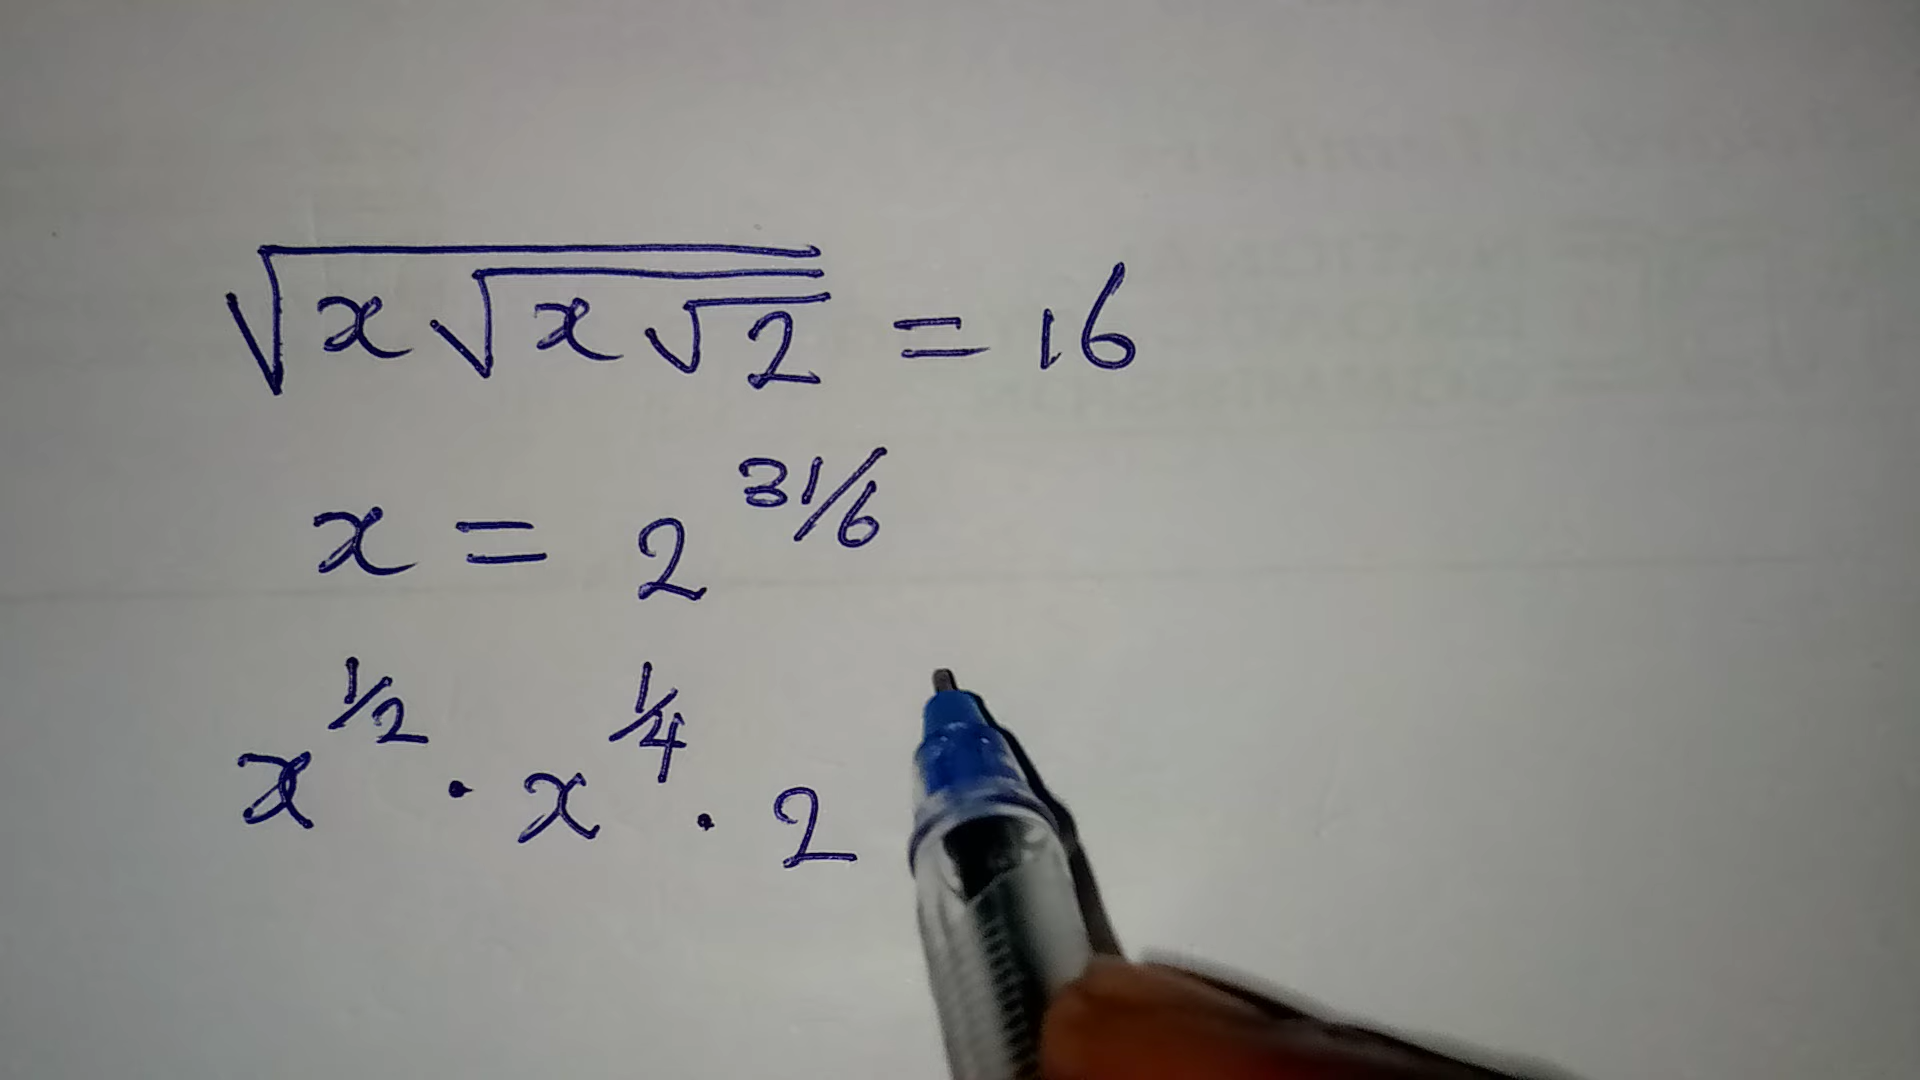 √(x√(x√2)) = 16
x = 2^(31/6)
x^(1/2) · x^(1/4) · 2